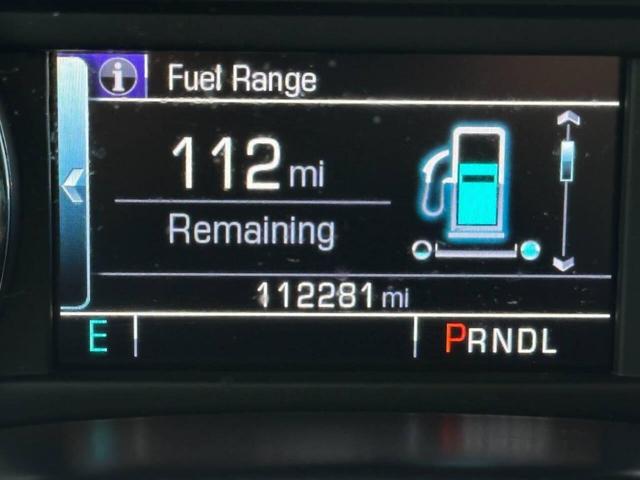 i Fuel Range
112 mi
Remaining
112281 mi
E PRNDL